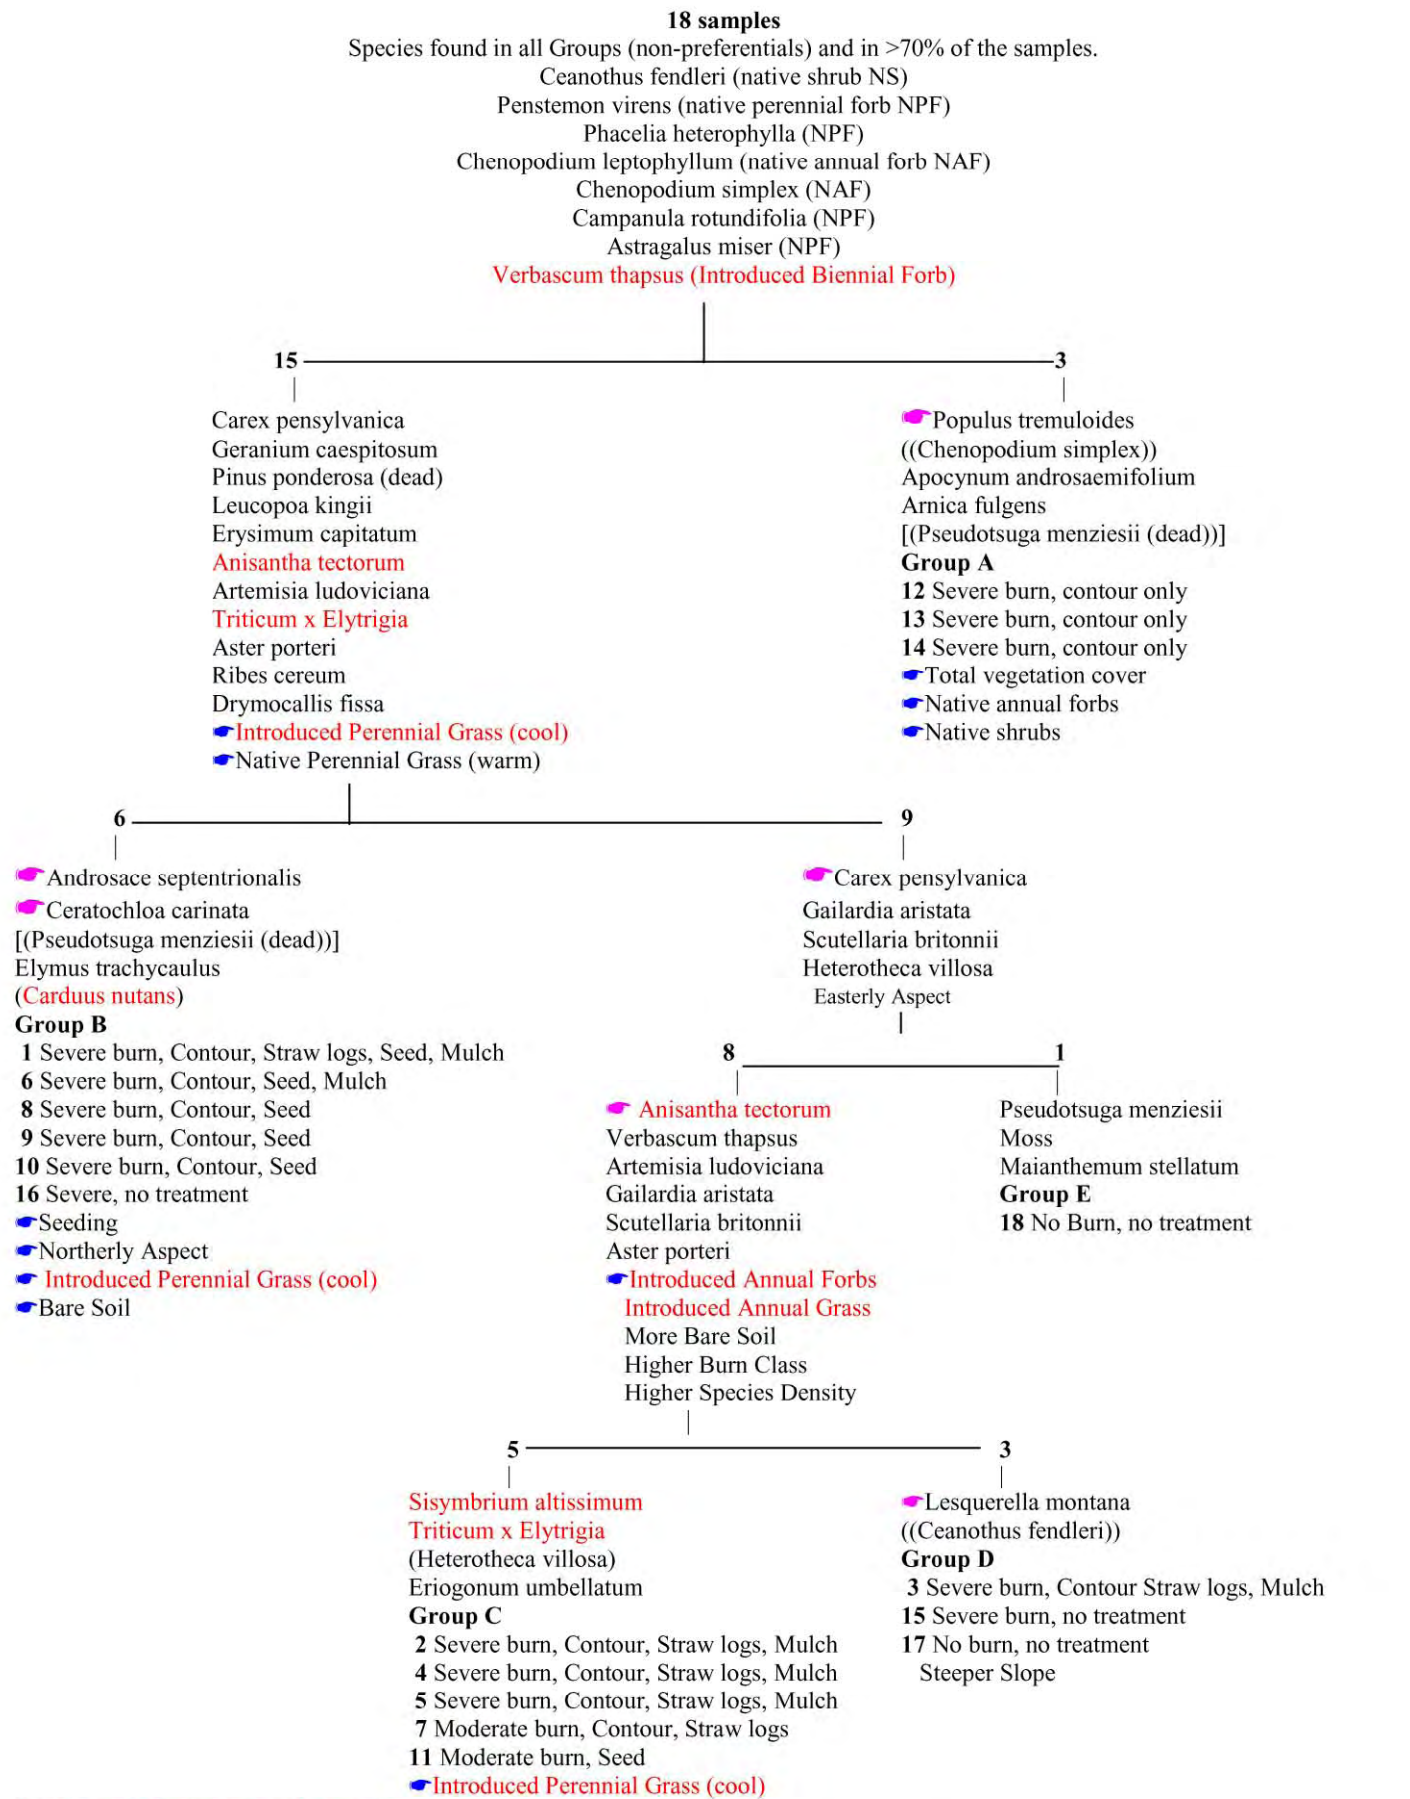 18 samples
Species found in all Groups (non-preferentials) and in >70% of the samples.
Ceanothus fendleri (native shrub NS)
Penstemon virens (native perennial forb NPF)
Phacelia heterophylla (NPF)
Chenopodium leptophyllum (native annual forb NAF)
Chenopodium simplex (NAF)
Campanula rotundifolia (NPF)
Astragalus miser (NPF)
Verbascum thapsus (Introduced Biennial Forb)
15
Carex pensylvanica
Geranium caespitosum
Pinus ponderosa (dead)
Leucopoa kingii
Erysimum capitatum
Anisantha tectorum
Artemisia ludoviciana
Triticum x Elytrigia
Aster porteri
Ribes cereum
Drymocallis fissa
Introduced Perennial Grass (cool)
Native Perennial Grass (warm)
3
Populus tremuloides
((Chenopodium simplex))
Apocynum androsaemifolium
Arnica fulgens
[(Pseudotsuga menziesii (dead))]
Group A
12 Severe burn, contour only
13 Severe burn, contour only
14 Severe burn, contour only
Total vegetation cover
Native annual forbs
Native shrubs
6
Androsace septentrionalis
Ceratochloa carinata
[(Pseudotsuga menziesii (dead))]
Elymus trachycaulus
(Carduus nutans)
Group B
1 Severe burn, Contour, Straw logs, Seed, Mulch
6 Severe burn, Contour, Seed, Mulch
8 Severe burn, Contour, Seed
9 Severe burn, Contour, Seed
10 Severe burn, Contour, Seed
16 Severe, no treatment
Seeding
Northerly Aspect
Introduced Perennial Grass (cool)
Bare Soil
9
Carex pensylvanica
Gailardia aristata
Scutellaria britonnii
Heterotheca villosa
Easterly Aspect
8
Anisantha tectorum
Verbascum thapsus
Artemisia ludoviciana
Gailardia aristata
Scutellaria britonnii
Aster porteri
Introduced Annual Forbs
Introduced Annual Grass
More Bare Soil
Higher Burn Class
Higher Species Density
1
Pseudotsuga menziesii
Moss
Maianthemum stellatum
Group E
18 No Burn, no treatment
5
Sisymbrium altissimum
Triticum x Elytrigia
(Heterotheca villosa)
Eriogonum umbellatum
Group C
2 Severe burn, Contour, Straw logs, Mulch
4 Severe burn, Contour, Straw logs, Mulch
5 Severe burn, Contour, Straw logs, Mulch
7 Moderate burn, Contour, Straw logs
11 Moderate burn, Seed
Introduced Perennial Grass (cool)
3
Lesquerella montana
((Ceanothus fendleri))
Group D
3 Severe burn, Contour Straw logs, Mulch
15 Severe burn, no treatment
17 No burn, no treatment
Steeper Slope